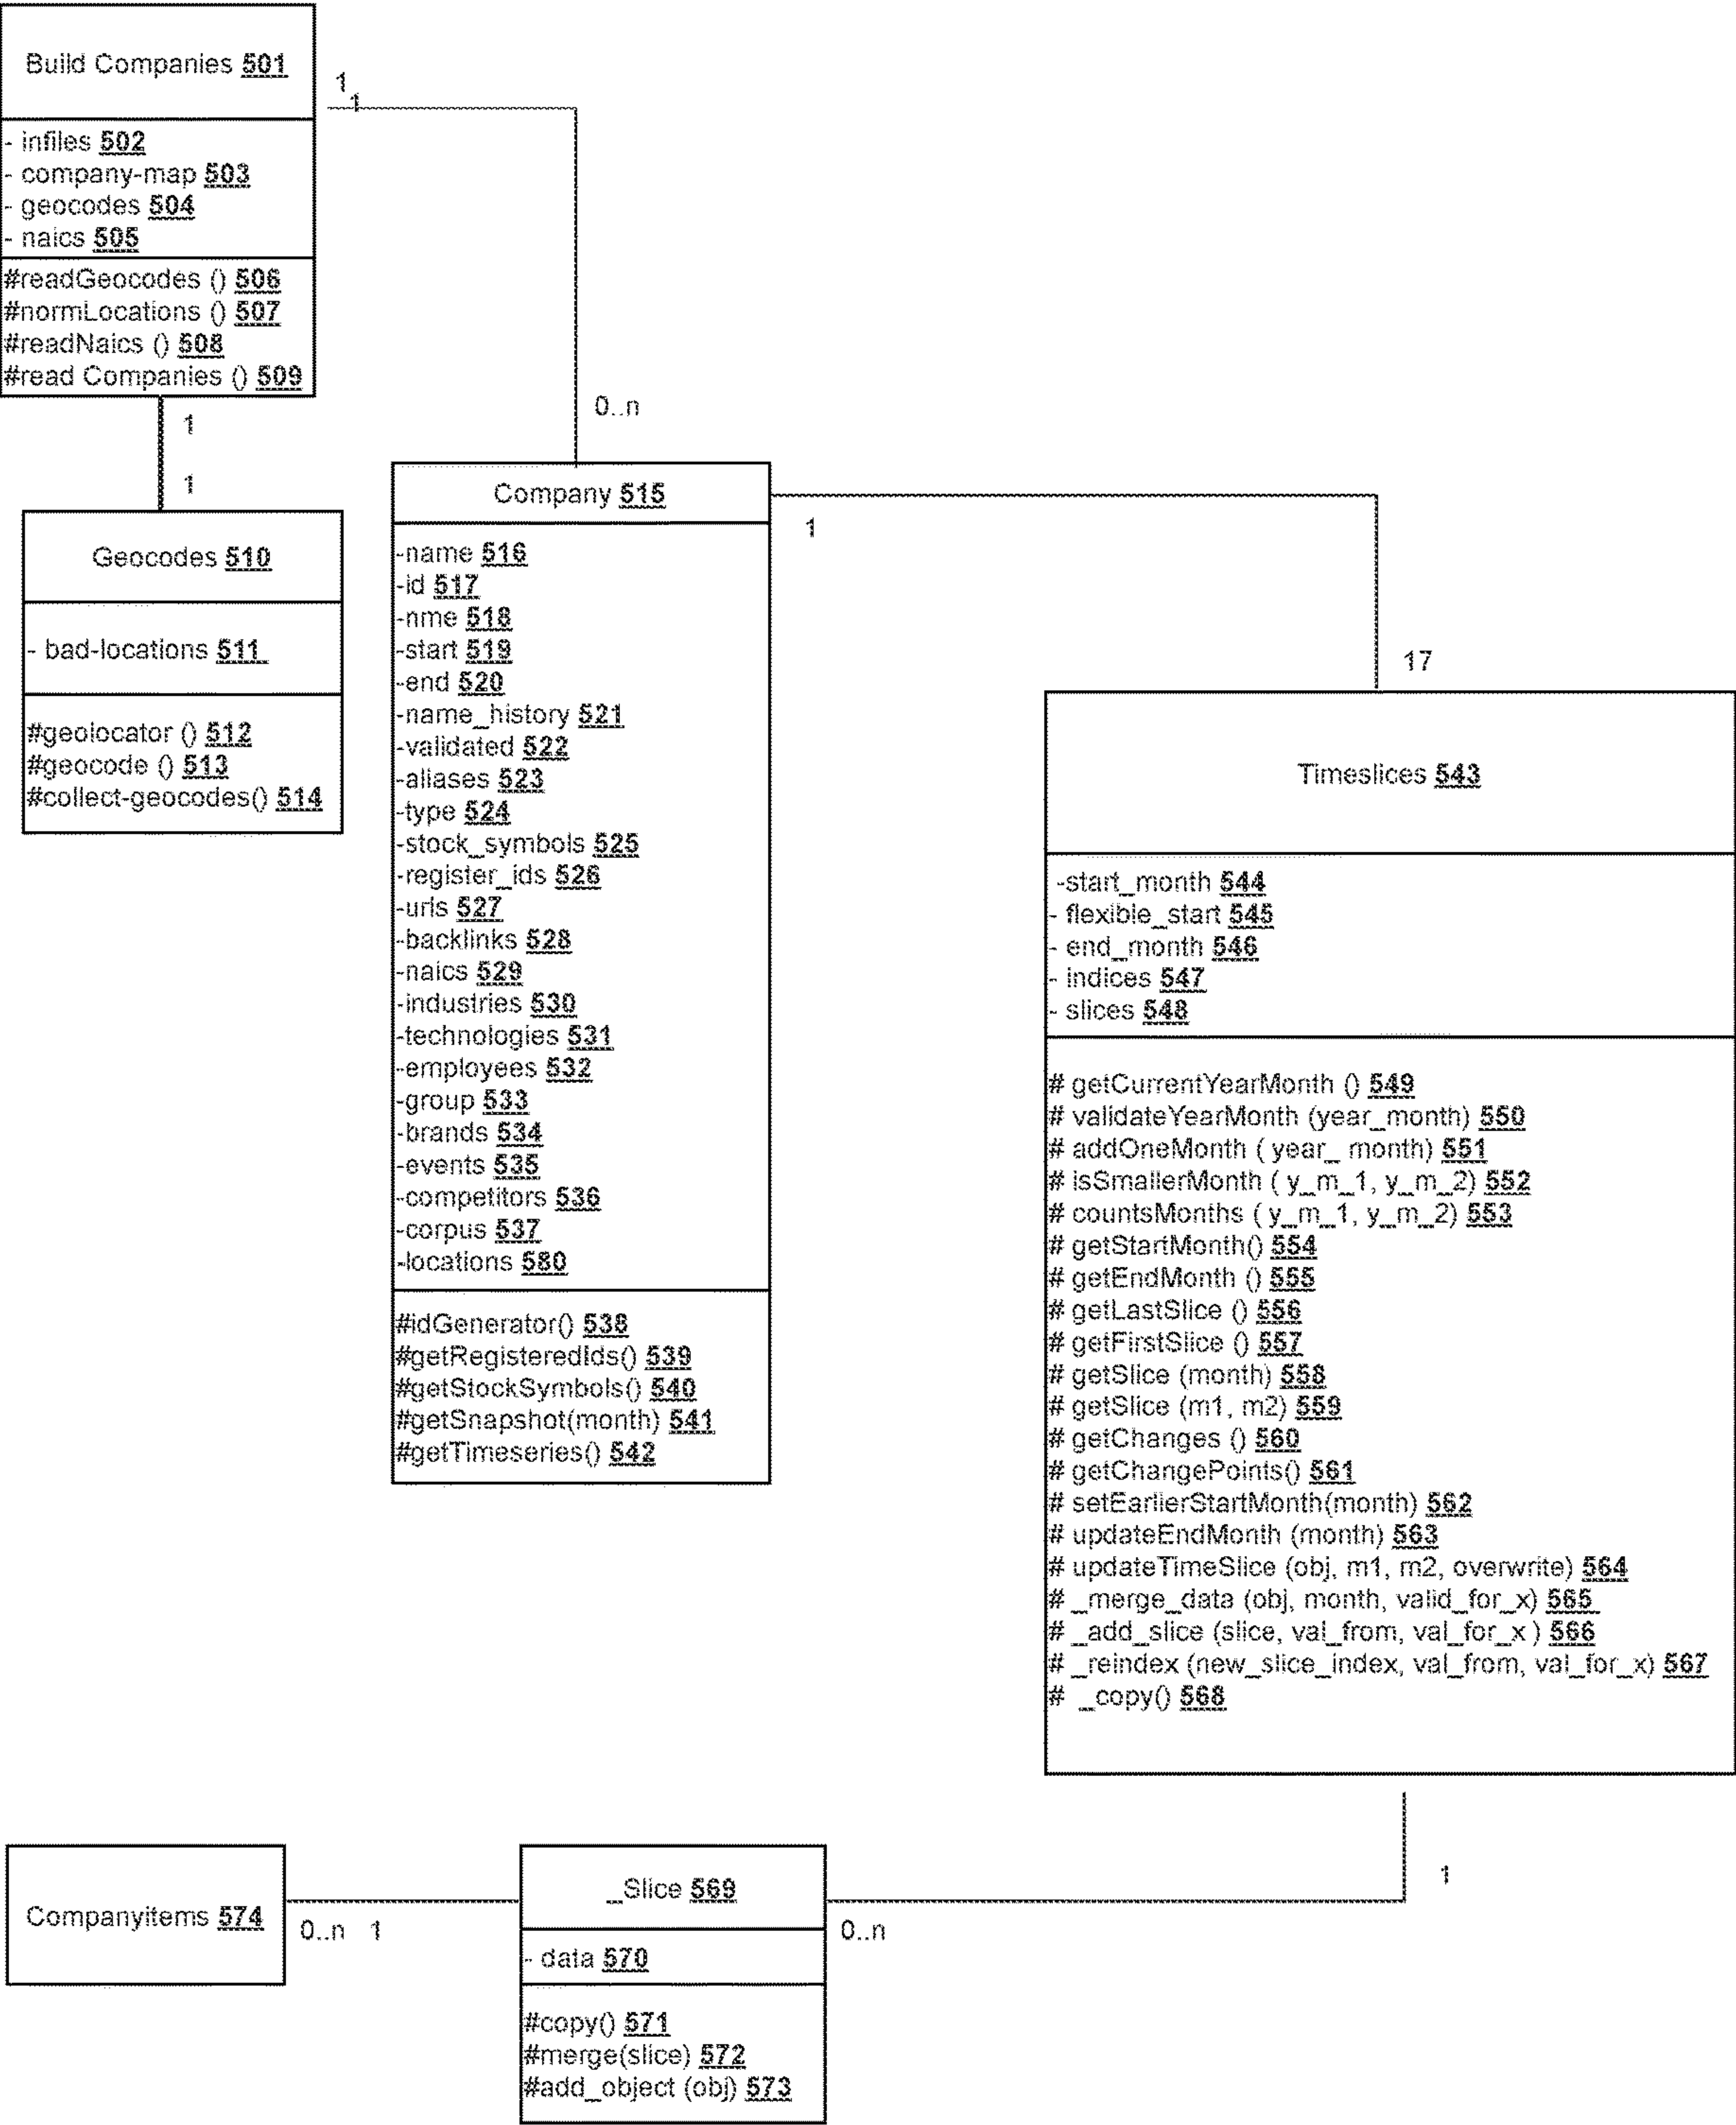 Build Companies 501
- infiles 502
- company-map 503
- geocodes 504
- naics 505
#readGeocodes () 506
#normLocations () 507
#readNaics () 508
#read Companies () 509
1
1
0..n
1
1
Geocodes 510
- bad-locations 511
#geolocator () 512
#geocode () 513
#collect-geocodes() 514
Company 515
-name 516
-id 517
-nme 518
-start 519
-end 520
-name_history 521
-validated 522
-aliases 523
-type 524
-stock_symbols 525
-register_ids 526
-urls 527
-backlinks 528
-naics 529
-industries 530
-technologies 531
-employees 532
-group 533
-brands 534
-events 535
-competitors 536
-corpus 537
-locations 580
#idGenerator() 538
#getRegisteredIds() 539
#getStockSymbols() 540
#getSnapshot(month) 541
#getTimeseries() 542
1
17
Timeslices 543
-start_month 544
- flexible_start 545
- end_month 546
- indices 547
- slices 548
# getCurrentYearMonth () 549
# validateYearMonth (year_month) 550
# addOneMonth ( year_ month) 551
# isSmallerMonth ( y_m_1, y_m_2) 552
# countsMonths ( y_m_1, y_m_2) 553
# getStartMonth() 554
# getEndMonth () 555
# getLastSlice () 556
# getFirstSlice () 557
# getSlice (month) 558
# getSlice (m1, m2) 559
# getChanges () 560
# getChangePoints() 561
# setEarlierStartMonth(month) 562
# updateEndMonth (month) 563
# updateTimeSlice (obj, m1, m2, overwrite) 564
# _merge_data (obj, month, valid_for_x) 565
# _add_slice (slice, val_from, val_for_x ) 566
# _reindex (new_slice_index, val_from, val_for_x) 567
# _copy() 568
1
0..n
_Slice 569
- data 570
#copy() 571
#merge(slice) 572
#add_object (obj) 573
0..n 1
Companyitems 574